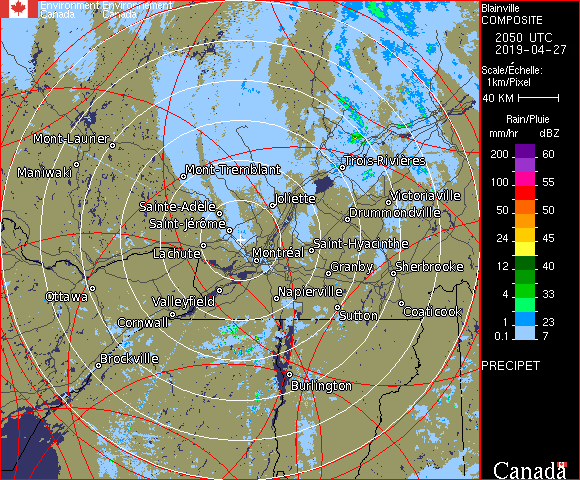 Environment Environnement
Canada Canada
Mont-Laurier
Maniwaki
Mont-Tremblant
Trois-Rivières
Sainte-Adèle
Joliette
Victoriaville
Saint-Jérôme
Drummondville
Lachute
Montréal
Saint-Hyacinthe
Granby
Sherbrooke
Ottawa
Valleyfield
Napierville
Cornwall
Sutton
Coaticook
Brockville
Burlington
Blainville
COMPOSITE
2050 UTC
2019-04-27
Scale/Échelle:
1km/Pixel
40 KM
Rain/Pluie
mm/hr dBZ
200 60
100 55
50 50
24 45
12 40
4 33
1 23
0.1 7
PRECIPET
Canada